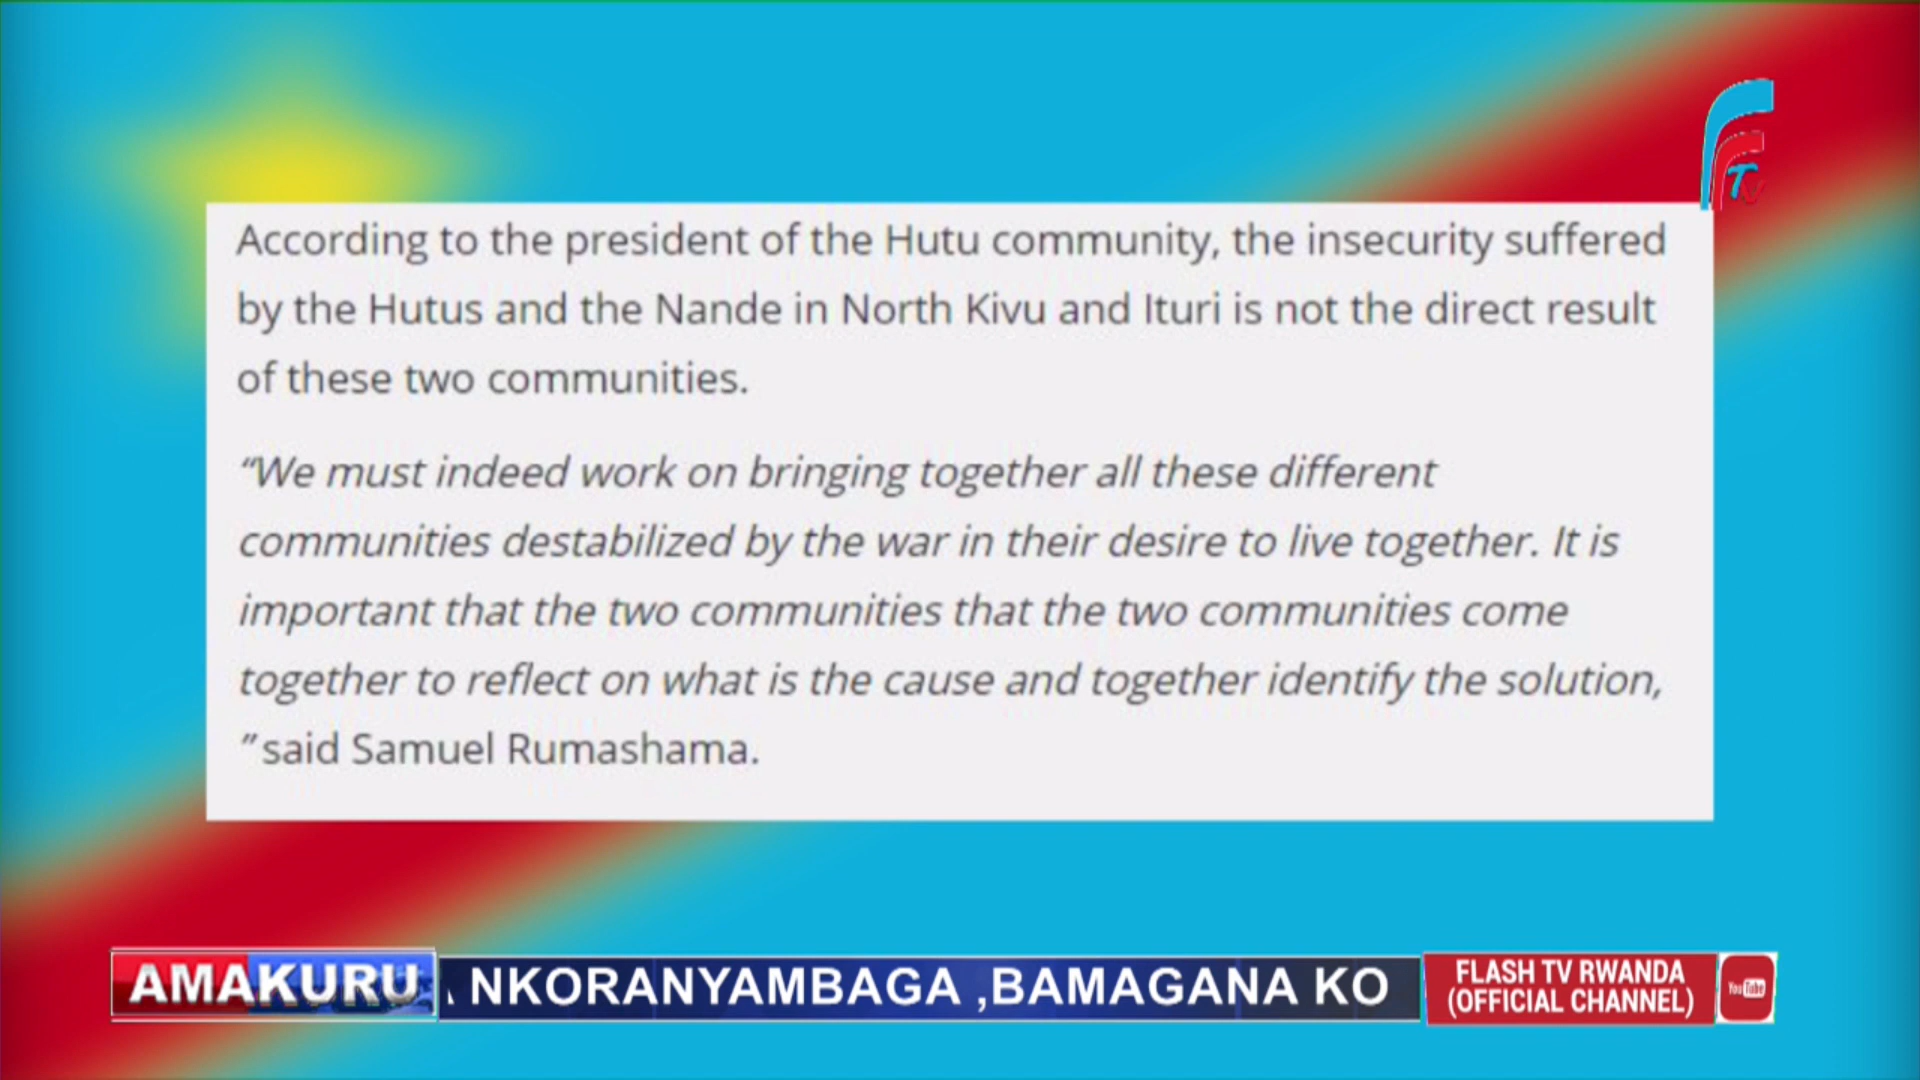 According to the president of the Hutu community, the insecurity suffered
by the Hutus and the Nande in North Kivu and Ituri is not the direct result
of these two communities.
“We must indeed work on bringing together all these different
communities destabilized by the war in their desire to live together. It is
important that the two communities that the two communities come
together to reflect on what is the cause and together identify the solution,
”said Samuel Rumashama.
TV
AMAKURU
NKORANYAMBAGA ,BAMAGANA KO
FLASH TV RWANDA
(OFFICIAL CHANNEL)
YouTube